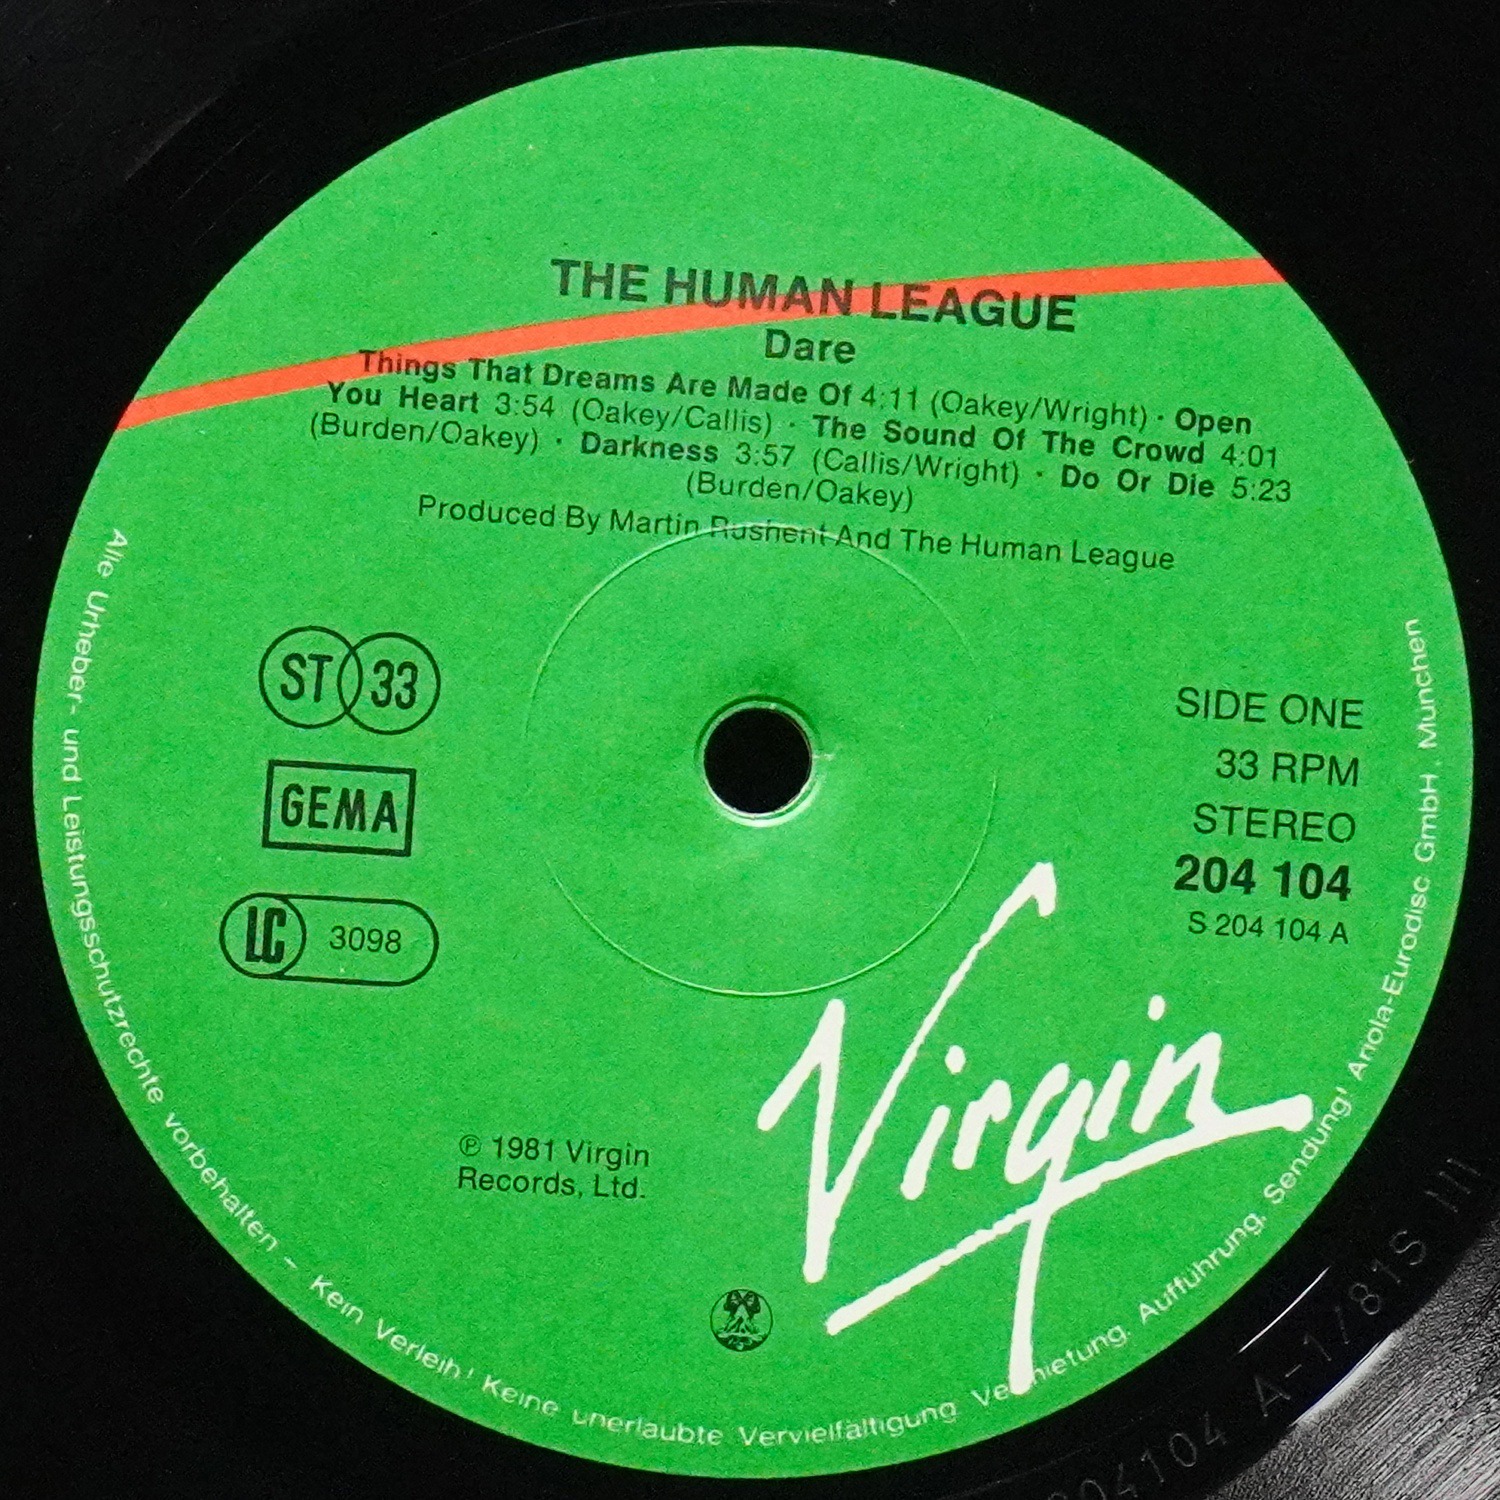 THE HUMAN LEAGUE
Dare
Things That Dreams Are Made Of 4:11 (Oakey/Wright) · Open
You Heart 3:54 (Oakey/Callis) · The Sound Of The Crowd 4:01
(Burden/Oakey) · Darkness 3:57 (Callis/Wright) · Do Or Die 5:23
(Burden/Oakey)
Produced By Martin Rushent And The Human League
ST 33
GEMA
LC 3098
SIDE ONE
33 RPM
STEREO
204 104
S 204 104 A
Virgin
℗ 1981 Virgin
Records, Ltd.
Alle Urheber- und Leistungsschutzrechte vorbehalten – Kein Verleih! Keine unerlaubte Vervielfältigung, Vermietung, Aufführung, Sendung! Ariola-Eurodisc GmbH, München
204104 A-1/81S III